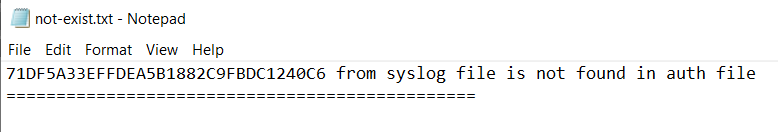 not-exist.txt - Notepad
File Edit Format View Help
71DF5A33EFFDEA5B1882C9FBDC1240C6 from syslog file is not found in auth file
===============================================